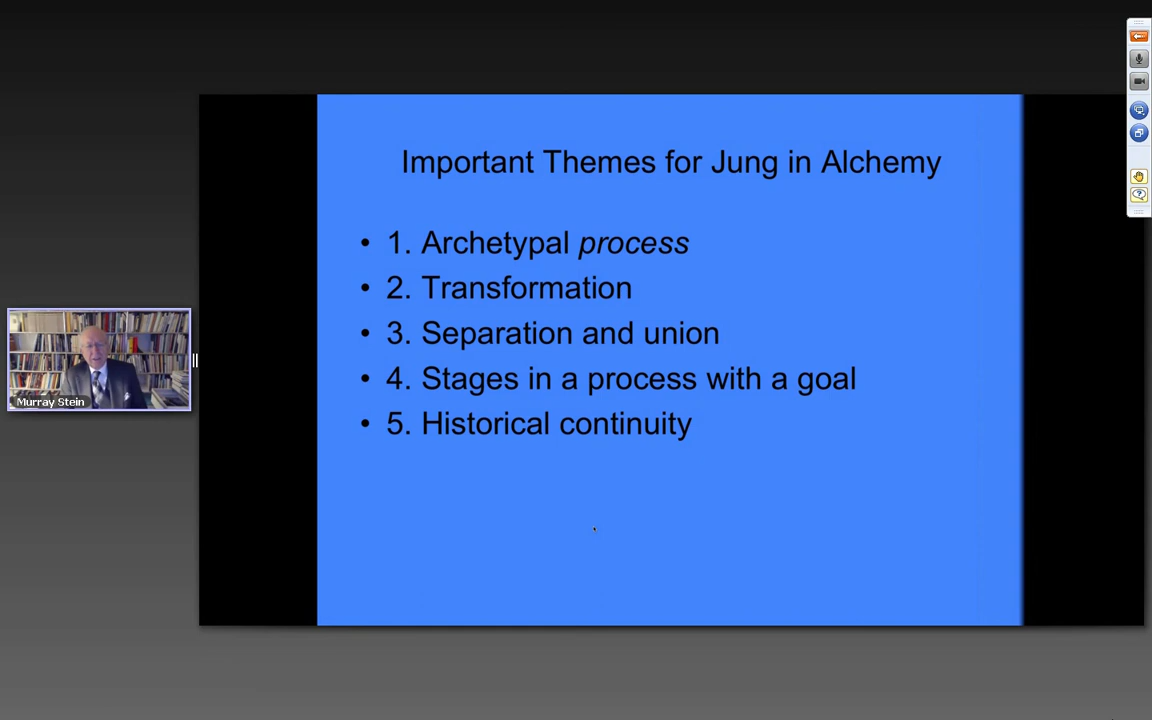 Important Themes for Jung in Alchemy
• 1. Archetypal process
• 2. Transformation
• 3. Separation and union
• 4. Stages in a process with a goal
• 5. Historical continuity
Murray Stein